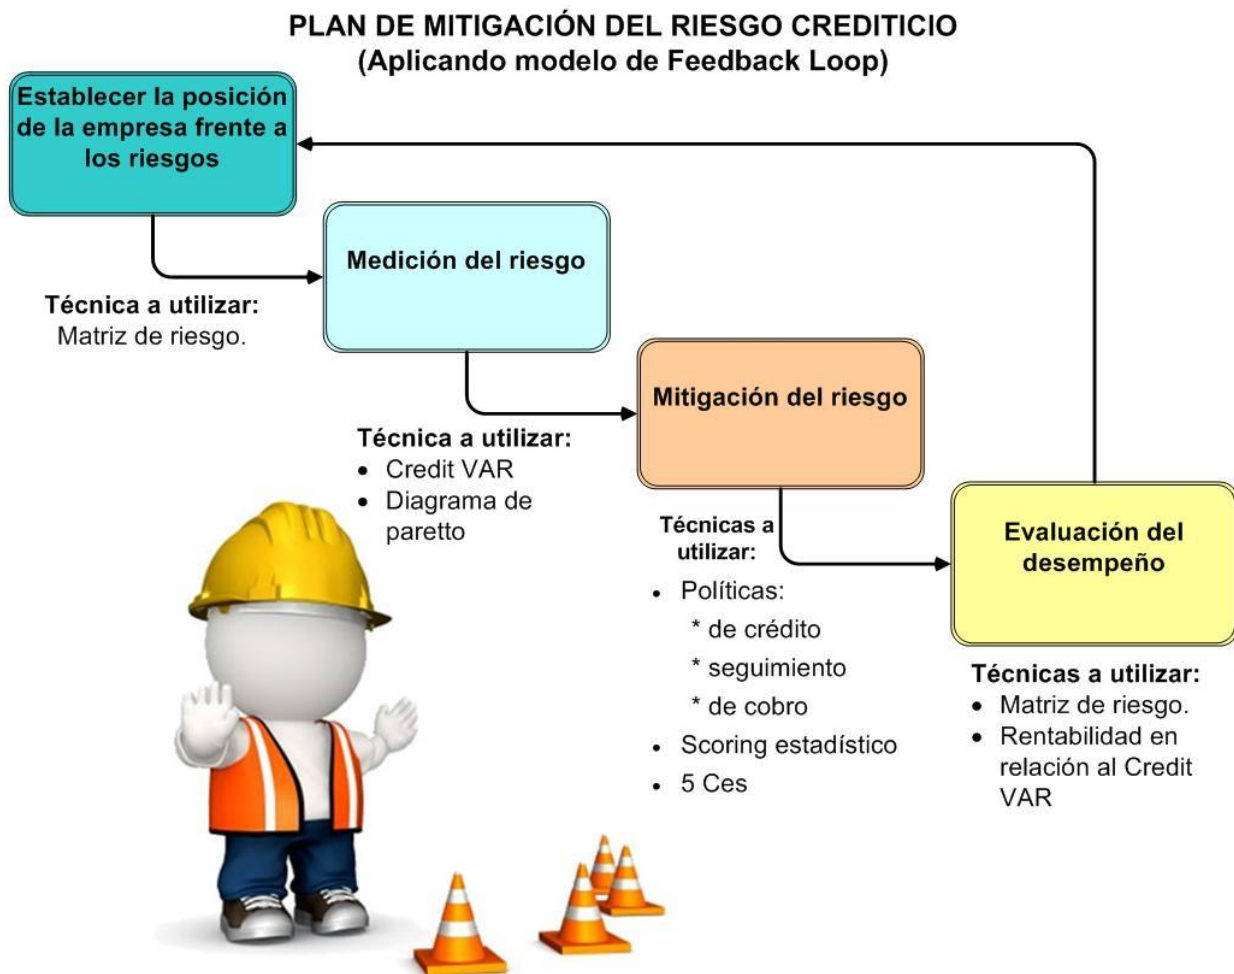 PLAN DE MITIGACIÓN DEL RIESGO CREDITICIO
(Aplicando modelo de Feedback Loop)
Establecer la posición
de la empresa frente a
los riesgos
Técnica a utilizar:
Matriz de riesgo.
Medición del riesgo
Técnica a utilizar:
• Credit VAR
• Diagrama de
paretto
Mitigación del riesgo
Técnicas a
utilizar:
• Políticas:
* de crédito
* seguimiento
* de cobro
• Scoring estadístico
• 5 Ces
Evaluación del
desempeño
Técnicas a utilizar:
• Matriz de riesgo.
• Rentabilidad en
relación al Credit
VAR